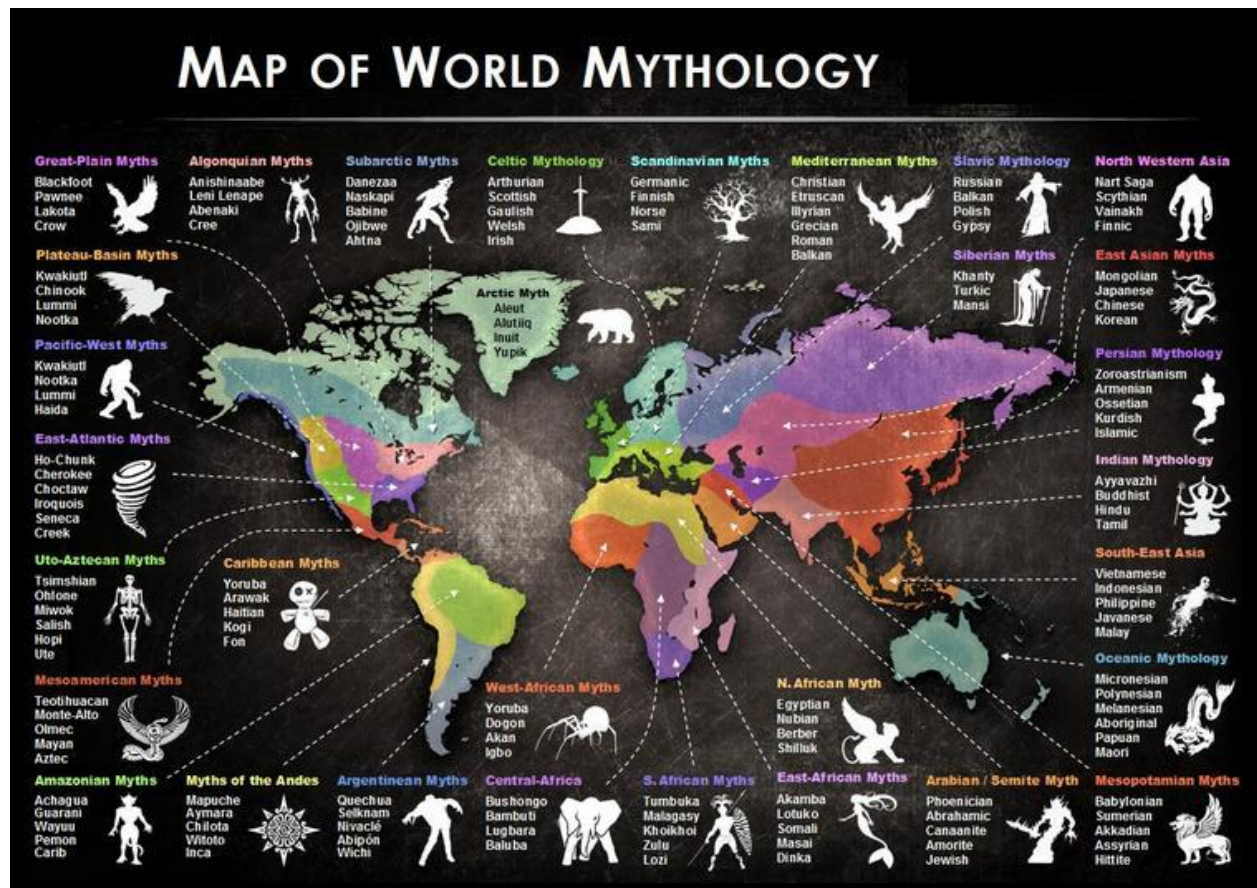 MAP OF WORLD MYTHOLOGY
Great-Plain Myths
Blackfoot
Pawnee
Lakota
Crow
Algonquian Myths
Anishinaabe
Leni Lenape
Abenaki
Cree
Subarctic Myths
Danezaa
Naskapi
Babine
Ojibwe
Ahtna
Celtic Mythology
Arthurian
Scottish
Gaulish
Welsh
Irish
Scandinavian Myths
Germanic
Finnish
Norse
Sami
Mediterranean Myths
Christian
Etruscan
Illyrian
Grecian
Roman
Balkan
Slavic Mythology
Russian
Balkan
Polish
Gypsy
North Western Asia
Nart Saga
Scythian
Vainakh
Finnic
Plateau-Basin Myths
Kwakiutl
Chinook
Lummi
Nootka
Arctic Myth
Aleut
Alutiiq
Inuit
Yupik
Siberian Myths
Khanty
Turkic
Mansi
East Asian Myths
Mongolian
Japanese
Chinese
Korean
Pacific-West Myths
Kwakiutl
Nootka
Lummi
Haida
Persian Mythology
Zoroastrianism
Armenian
Ossetian
Kurdish
Islamic
East-Atlantic Myths
Ho-Chunk
Cherokee
Choctaw
Iroquois
Seneca
Creek
Indian Mythology
Ayyavazhi
Buddhist
Hindu
Tamil
Uto-Aztecan Myths
Tsimshian
Ohlone
Miwok
Salish
Hopi
Ute
Caribbean Myths
Yoruba
Arawak
Haitian
Kogi
Fon
South-East Asia
Vietnamese
Indonesian
Philippine
Javanese
Malay
Mesoamerican Myths
Teotihuacan
Monte-Alto
Olmec
Mayan
Aztec
West-African Myths
Yoruba
Dogon
Akan
Igbo
N. African Myth
Egyptian
Nubian
Berber
Shilluk
Oceanic Mythology
Micronesian
Polynesian
Melanesian
Aboriginal
Papuan
Maori
Amazonian Myths
Achagua
Guarani
Wayuu
Pemon
Carib
Myths of the Andes
Mapuche
Aymara
Chilota
Witoto
Inca
Argentinean Myths
Quechua
Selknam
Nivaclé
Abipón
Wichi
Central-Africa
Bushongo
Bambuti
Lugbara
Baluba
S. African Myths
Tumbuka
Malagasy
Khoikhoi
Zulu
Lozi
East-African Myths
Akamba
Lotuko
Somali
Masai
Dinka
Arabian / Semite Myth
Phoenician
Abrahamic
Canaanite
Amorite
Jewish
Mesopotamian Myths
Babylonian
Sumerian
Akkadian
Assyrian
Hittite